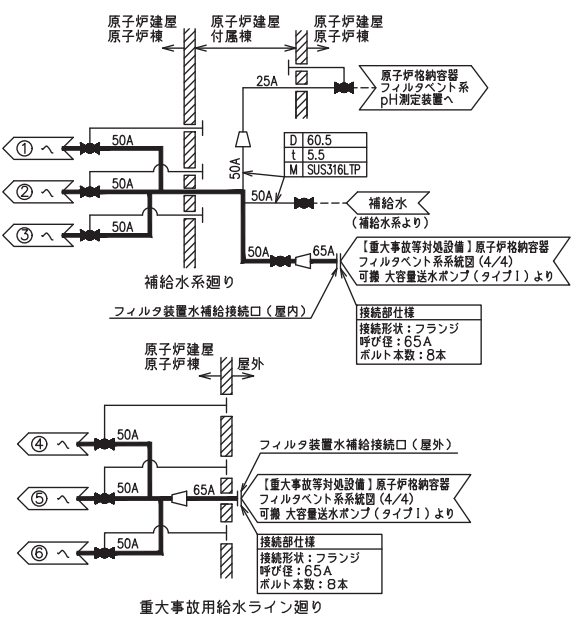 原子炉建屋
原子炉棟
原子炉建屋
付属棟
原子炉建屋
原子炉棟
25A
原子炉格納容器
フィルタベント系
pH測定装置へ
① へ
50A
50A
D 60.5
t 5.5
M SUS316LTP
② へ
50A
50A
補給水
(補給水系より)
③ へ
50A
50A
65A
【重大事故等対処設備】原子炉格納容器
フィルタベント系系統図(4/4)
可搬 大容量送水ポンプ(タイプⅠ)より
補給水系廻り
フィルタ装置水補給接続口(屋内)
接続部仕様
接続形状:フランジ
呼び径:65A
ボルト本数:8本
原子炉建屋
原子炉棟
屋外
④ へ
50A
フィルタ装置水補給接続口(屋外)
⑤ へ
50A
65A
【重大事故等対処設備】原子炉格納容器
フィルタベント系系統図(4/4)
可搬 大容量送水ポンプ(タイプⅠ)より
⑥ へ
50A
接続部仕様
接続形状:フランジ
呼び径:65A
ボルト本数:8本
重大事故用給水ライン廻り